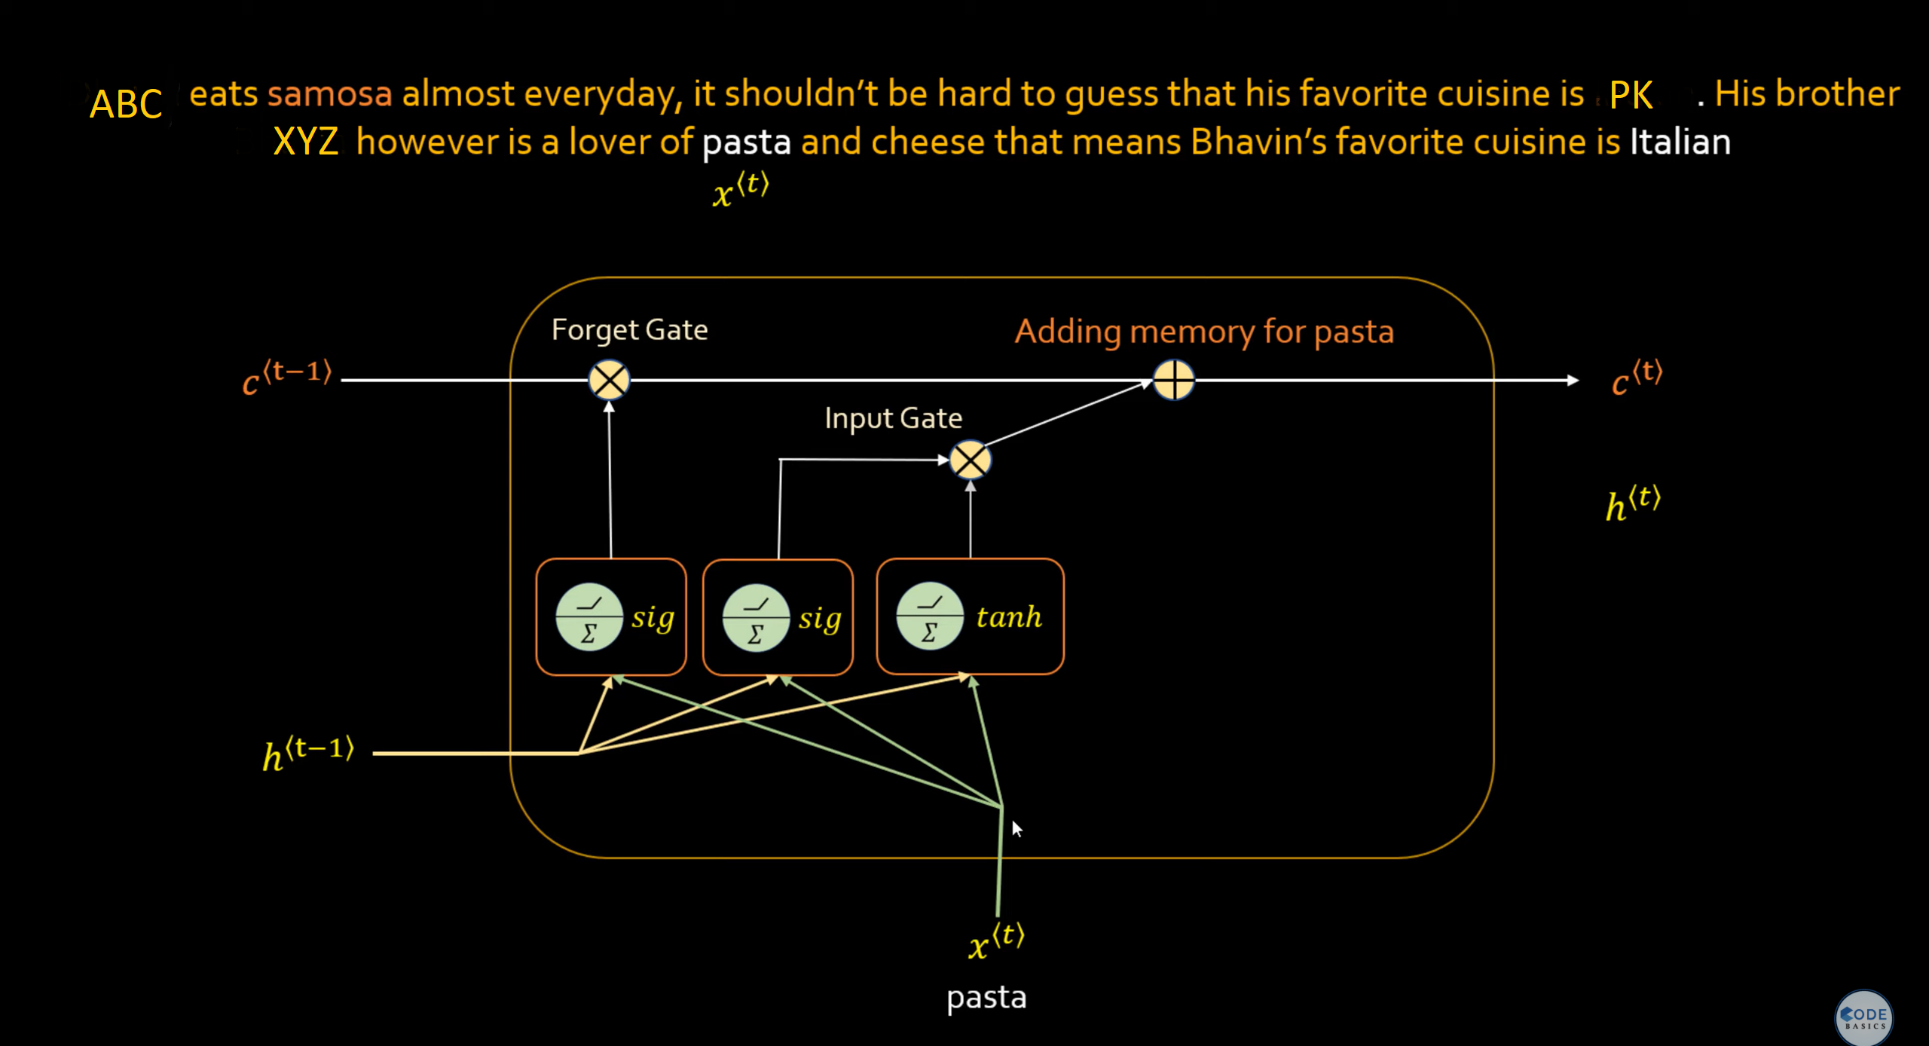 ABC eats samosa almost everyday, it shouldn't be hard to guess that his favorite cuisine is PK . His brother
XYZ however is a lover of pasta and cheese that means Bhavin's favorite cuisine is Italian
x⟨t⟩
Forget Gate
Adding memory for pasta
c⟨t−1⟩
c⟨t⟩
Input Gate
h⟨t⟩
Σ sig
Σ sig
Σ tanh
h⟨t−1⟩
x⟨t⟩
pasta
CODE
BASICS